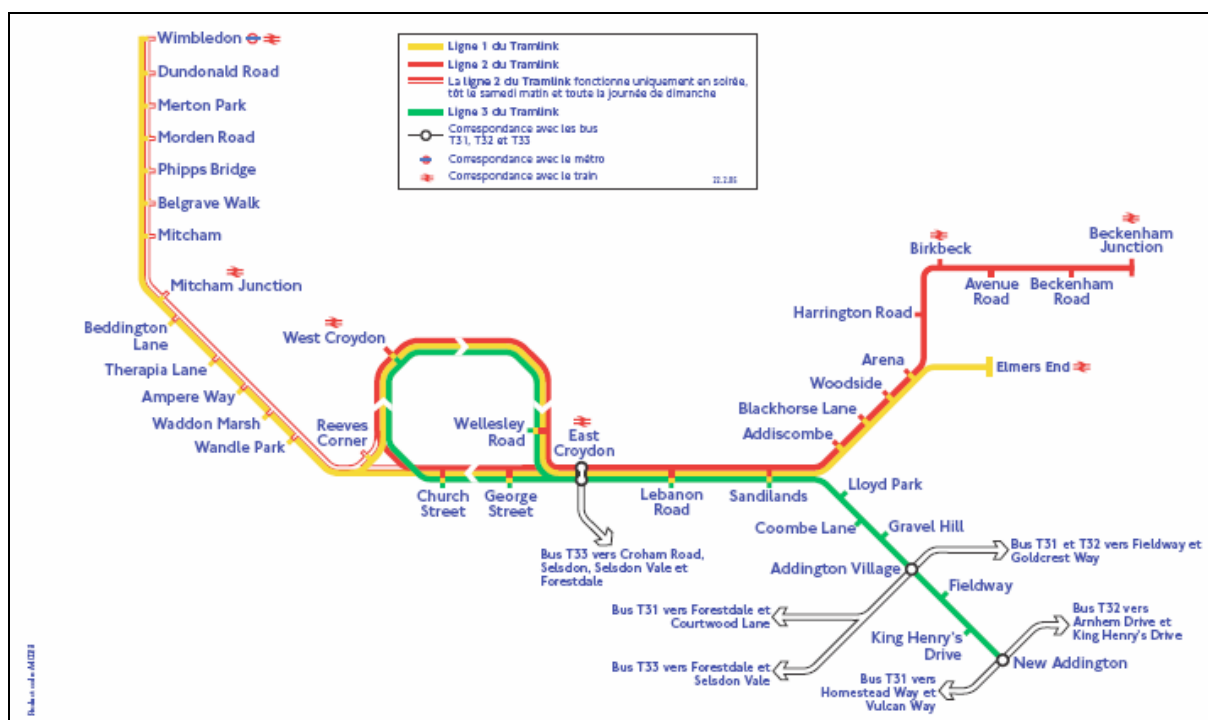 Wimbledon
Dundonald Road
Merton Park
Morden Road
Phipps Bridge
Belgrave Walk
Mitcham
Mitcham Junction
Beddington
Lane
Therapia Lane
Ampere Way
Waddon Marsh
Wandle Park
Reeves
Corner
West Croydon
Ligne 1 du Tramlink
Ligne 2 du Tramlink
La ligne 2 du Tramlink fonctionne uniquement en soirée,
tôt le samedi matin et toute la journée de dimanche
Ligne 3 du Tramlink
Correspondance avec les bus
T31, T32 et T33
Correspondance avec le métro
Correspondance avec le train
Church
Street
George
Street
Wellesley
Road
East
Croydon
Lebanon
Road
Sandilands
Addiscombe
Blackhorse Lane
Woodside
Arena
Elmers End
Harrington Road
Birkbeck
Avenue
Road
Beckenham
Road
Beckenham
Junction
Lloyd Park
Coombe Lane
Gravel Hill
Addington Village
Fieldway
King Henry's
Drive
New Addington
Bus T33 vers Croham Road,
Selsdon, Selsdon Vale et
Forestdale
Bus T31 et T32 vers Fieldway et
Goldcrest Way
Bus T31 vers Forestdale et
Courtwood Lane
Bus T33 vers Forestdale et
Selsdon Vale
Bus T32 vers
Arnhem Drive et
King Henry's Drive
Bus T31 vers
Homestead Way et
Vulcan Way